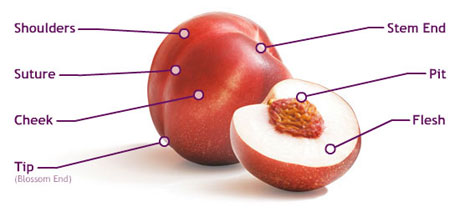 Shoulders
Stem End
Suture
Pit
Cheek
Flesh
Tip
(Blossom End)